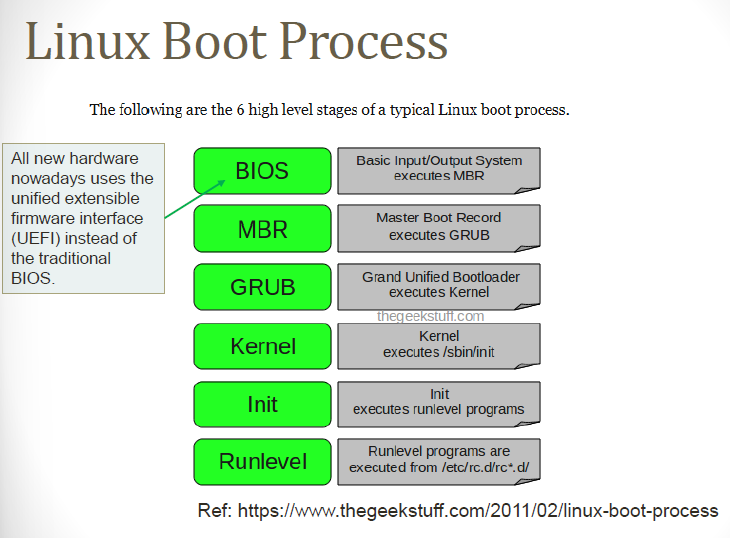 Linux Boot Process
The following are the 6 high level stages of a typical Linux boot process.
All new hardware
nowadays uses the
unified extensible
firmware interface
(UEFI) instead of
the traditional
BIOS.
BIOS
Basic Input/Output System
executes MBR
MBR
Master Boot Record
executes GRUB
GRUB
Grand Unified Bootloader
executes Kernel
thegeekstuff.com
Kernel
Kernel
executes /sbin/init
Init
Init
executes runlevel programs
Runlevel
Runlevel programs are
executed from /etc/rc.d/rc*.d/
Ref: https://www.thegeekstuff.com/2011/02/linux-boot-process